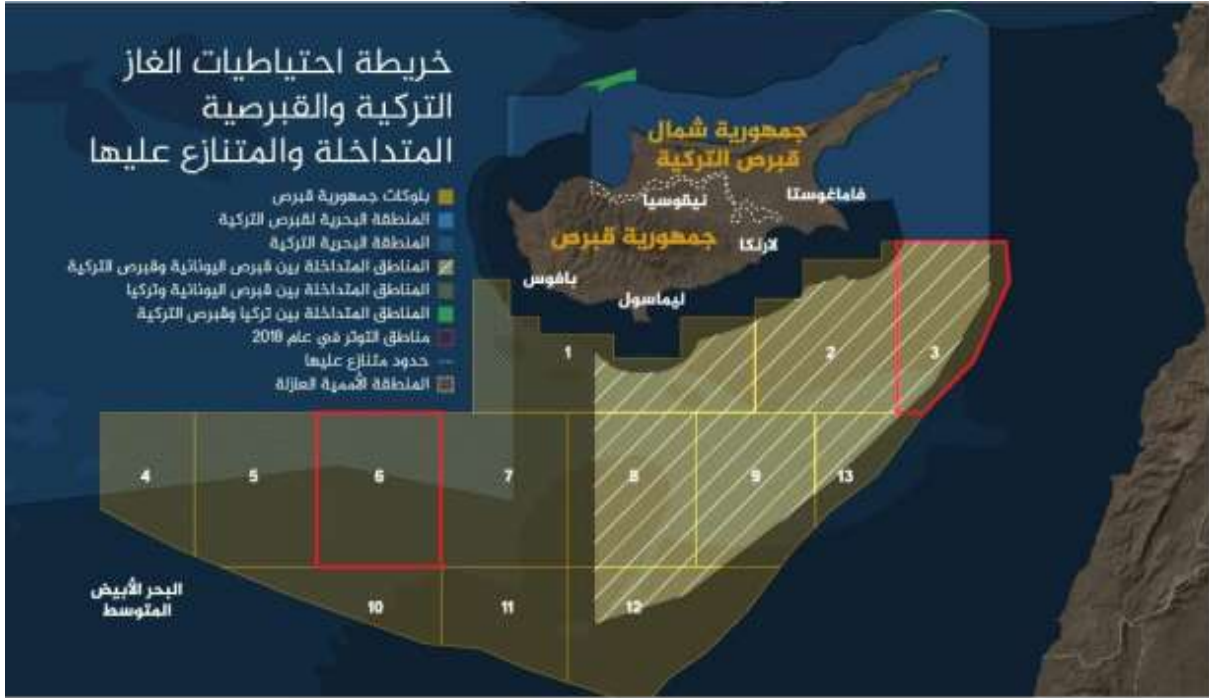 خريطة احتياطيات الغاز
التركية والقبرصية
المتداخلة والمتنازع عليها
بلوكات جمهورية قبرص
المنطقة البحرية لقبرص التركية
المنطقة البحرية التركية
المناطق المتداخلة بين قبرص اليونانية وقبرص التركية
المناطق المتداخلة بين قبرص اليونانية وتركيا
المناطق المتداخلة بين تركيا وقبرص التركية
مناطق التوتر في عام 2018
حدود متنازع عليها
المنطقة الأممية العازلة
جمهورية شمال
قبرص التركية
نيقوسيا
فاماغوستا
جمهورية قبرص
لارنكا
بافوس
ليماسول
1
2
3
4
5
6
7
8
9
13
10
11
12
البحر الأبيض
المتوسط